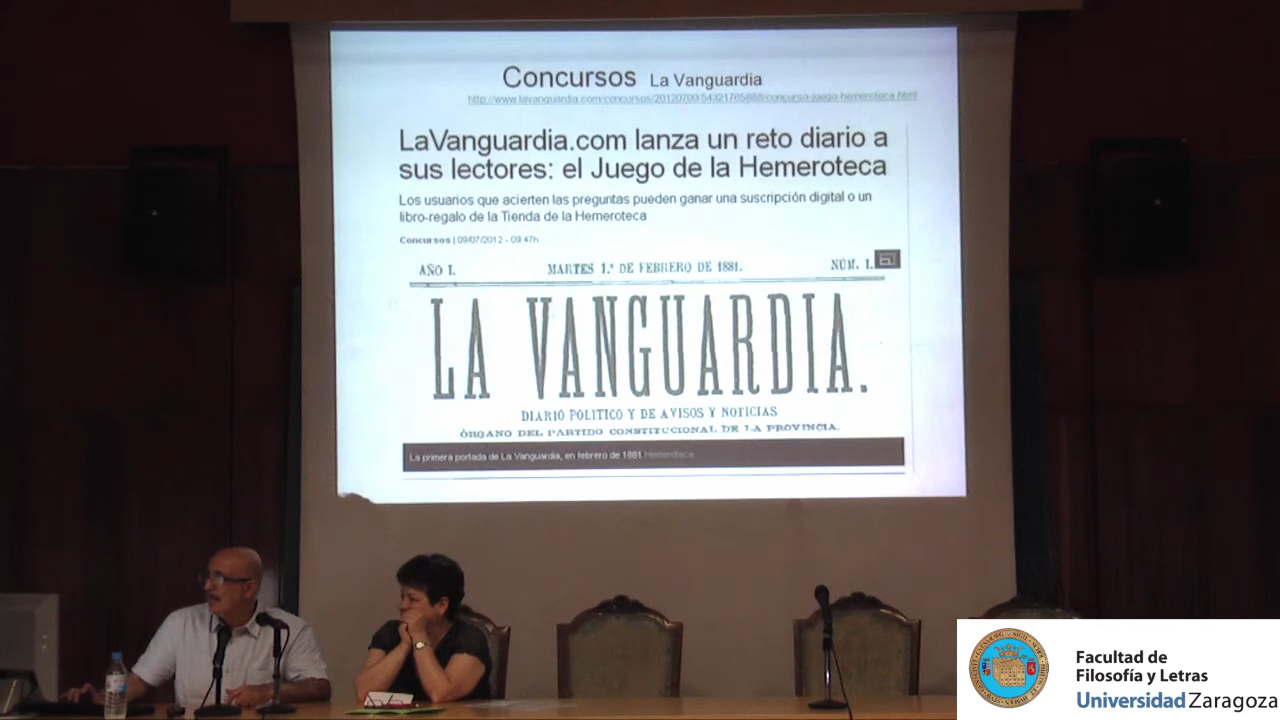 Concursos La Vanguardia
LaVanguardia.com lanza un reto diario a
sus lectores: el Juego de la Hemeroteca
Los usuarios que acierten las preguntas pueden ganar una suscripción digital o un
libro-regalo de la Tienda de la Hemeroteca
Concursos | 09/07/2012 - 09:47h
AÑO I. MARTES 1.º DE FEBRERO DE 1881. NÚM. 1.
LA VANGUARDIA.
DIARIO POLITICO Y DE AVISOS Y NOTICIAS
ÓRGANO DEL PARTIDO CONSTITUCIONAL DE LA PROVINCIA.
La primera portada de La Vanguardia, en febrero de 1881 Hemeroteca
Facultad de
Filosofía y Letras
Universidad Zaragoza